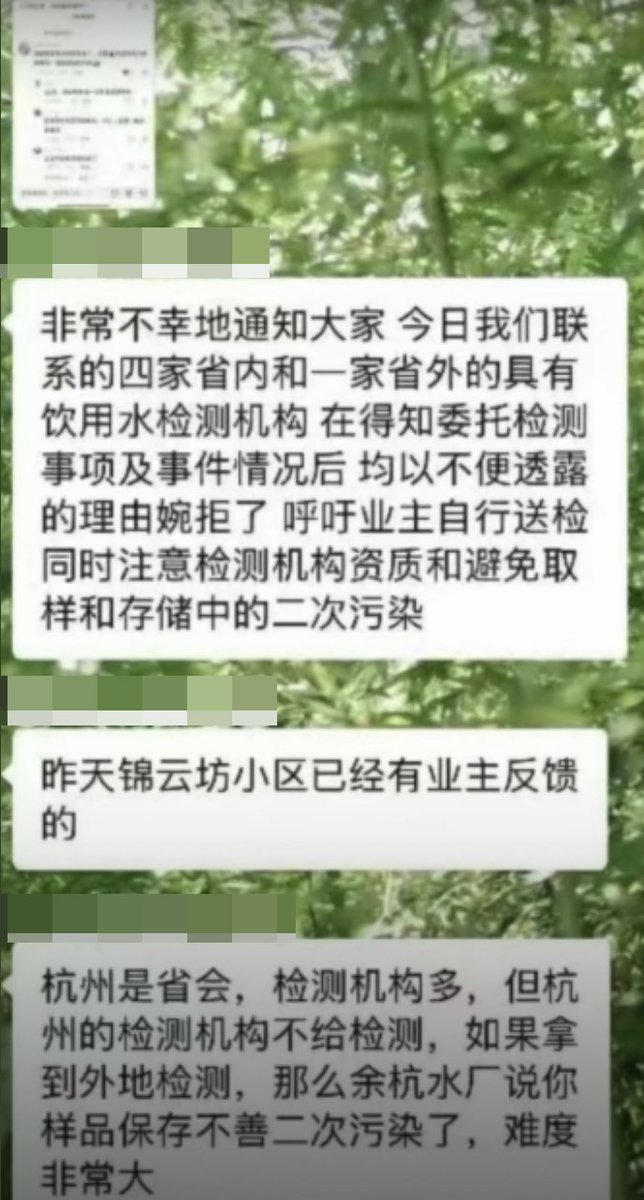 非常不幸地通知大家 今日我们联
系的四家省内和一家省外的具有
饮用水检测机构 在得知委托检测
事项及事件情况后 均以不便透露
的理由婉拒了 呼吁业主自行送检
同时注意检测机构资质和避免取
样和存储中的二次污染
昨天锦云坊小区已经有业主反馈
的
杭州是省会，检测机构多，但杭
州的检测机构不给检测，如果拿
到外地检测，那么余杭水厂说你
样品保存不善二次污染了，难度
非常大